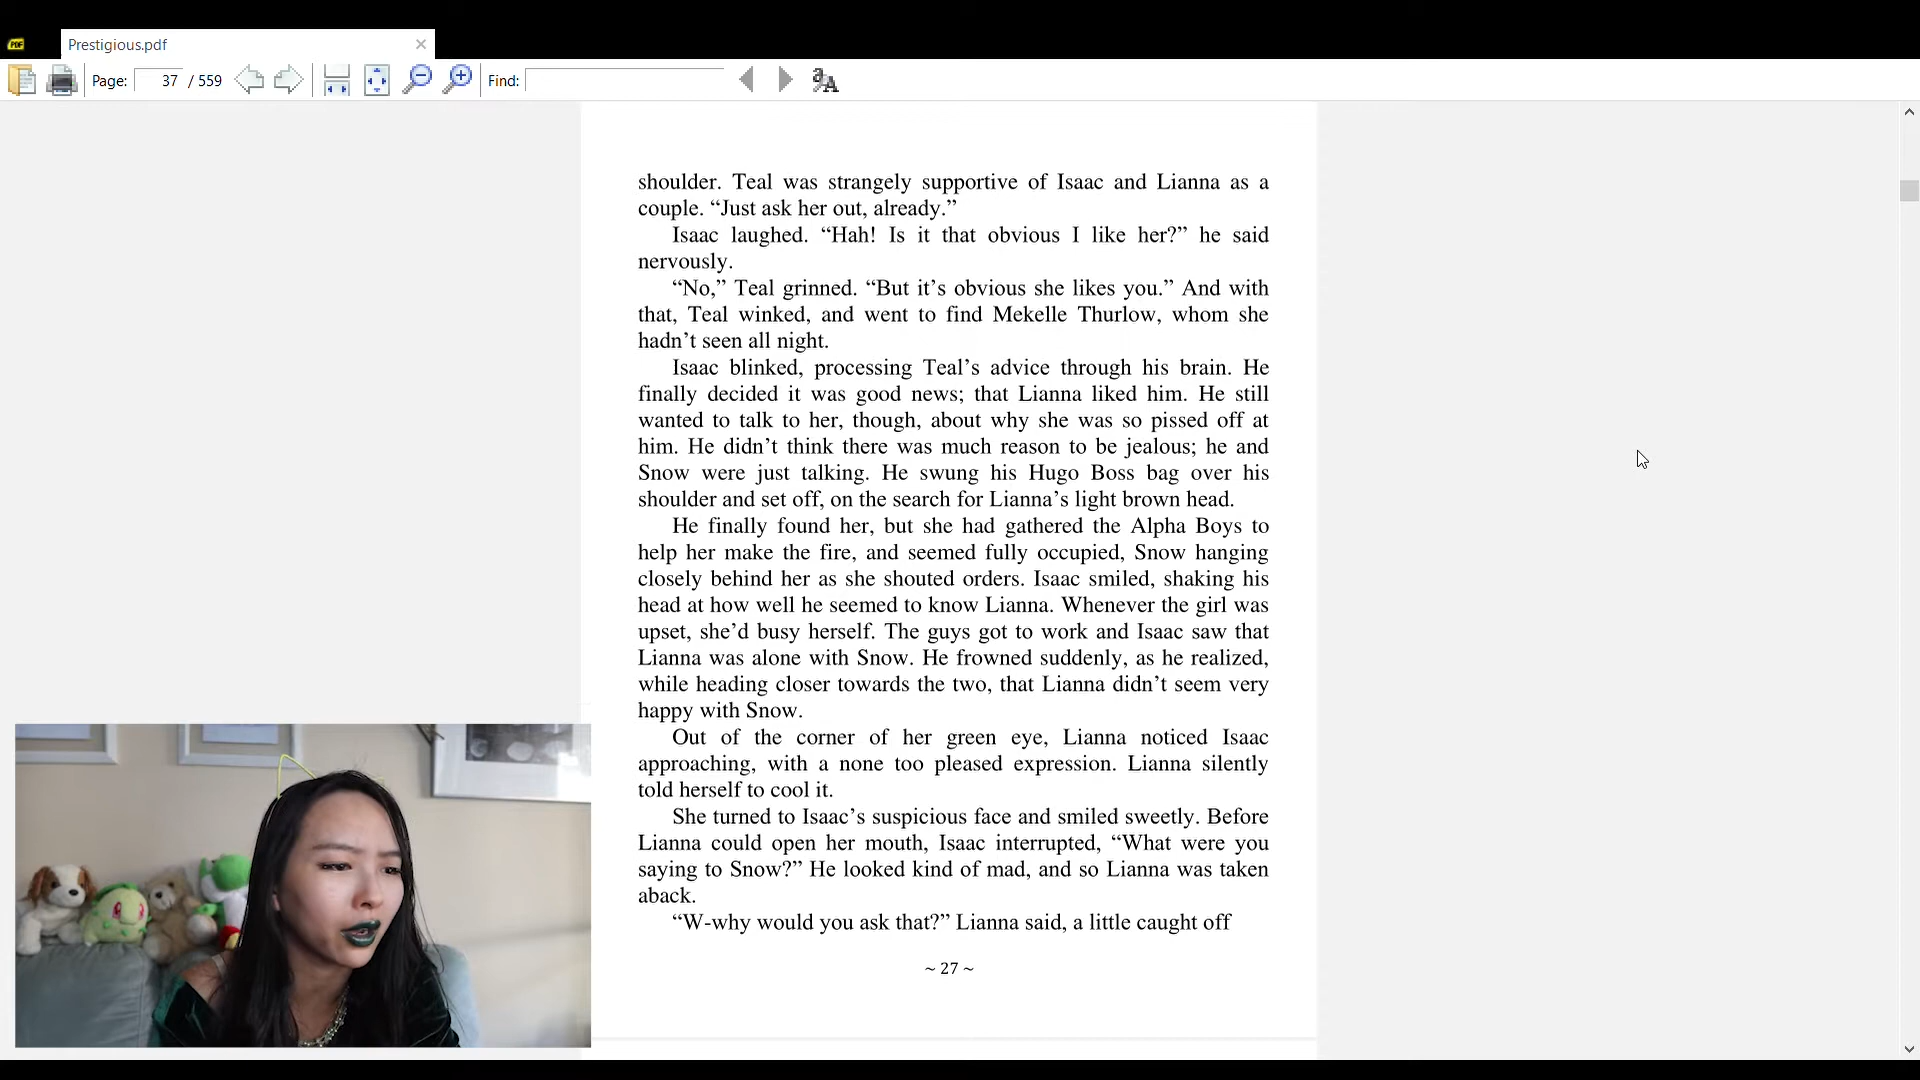 PDF
Prestigious.pdf
Page: 37 / 559 Find:
shoulder. Teal was strangely supportive of Isaac and Lianna as a
couple. “Just ask her out, already.”
Isaac laughed. “Hah! Is it that obvious I like her?” he said
nervously.
“No,” Teal grinned. “But it’s obvious she likes you.” And with
that, Teal winked, and went to find Mekelle Thurlow, whom she
hadn’t seen all night.
Isaac blinked, processing Teal’s advice through his brain. He
finally decided it was good news; that Lianna liked him. He still
wanted to talk to her, though, about why she was so pissed off at
him. He didn’t think there was much reason to be jealous; he and
Snow were just talking. He swung his Hugo Boss bag over his
shoulder and set off, on the search for Lianna’s light brown head.
He finally found her, but she had gathered the Alpha Boys to
help her make the fire, and seemed fully occupied, Snow hanging
closely behind her as she shouted orders. Isaac smiled, shaking his
head at how well he seemed to know Lianna. Whenever the girl was
upset, she’d busy herself. The guys got to work and Isaac saw that
Lianna was alone with Snow. He frowned suddenly, as he realized,
while heading closer towards the two, that Lianna didn’t seem very
happy with Snow.
Out of the corner of her green eye, Lianna noticed Isaac
approaching, with a none too pleased expression. Lianna silently
told herself to cool it.
She turned to Isaac’s suspicious face and smiled sweetly. Before
Lianna could open her mouth, Isaac interrupted, “What were you
saying to Snow?” He looked kind of mad, and so Lianna was taken
aback.
“W-why would you ask that?” Lianna said, a little caught off
~ 27 ~